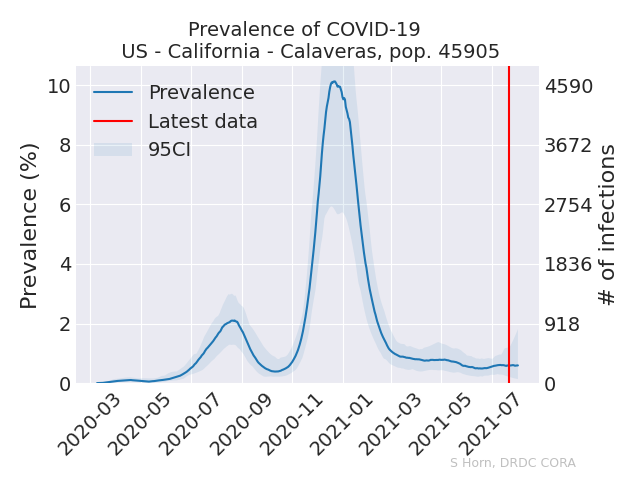 Prevalence of COVID-19
US - California - Calaveras, pop. 45905
Prevalence
Latest data
95CI
Prevalence (%)
10
8
6
4
2
0
4590
3672
2754
1836
918
0
# of infections
2020-03
2020-05
2020-07
2020-09
2020-11
2021-01
2021-03
2021-05
2021-07
S Horn, DRDC CORA